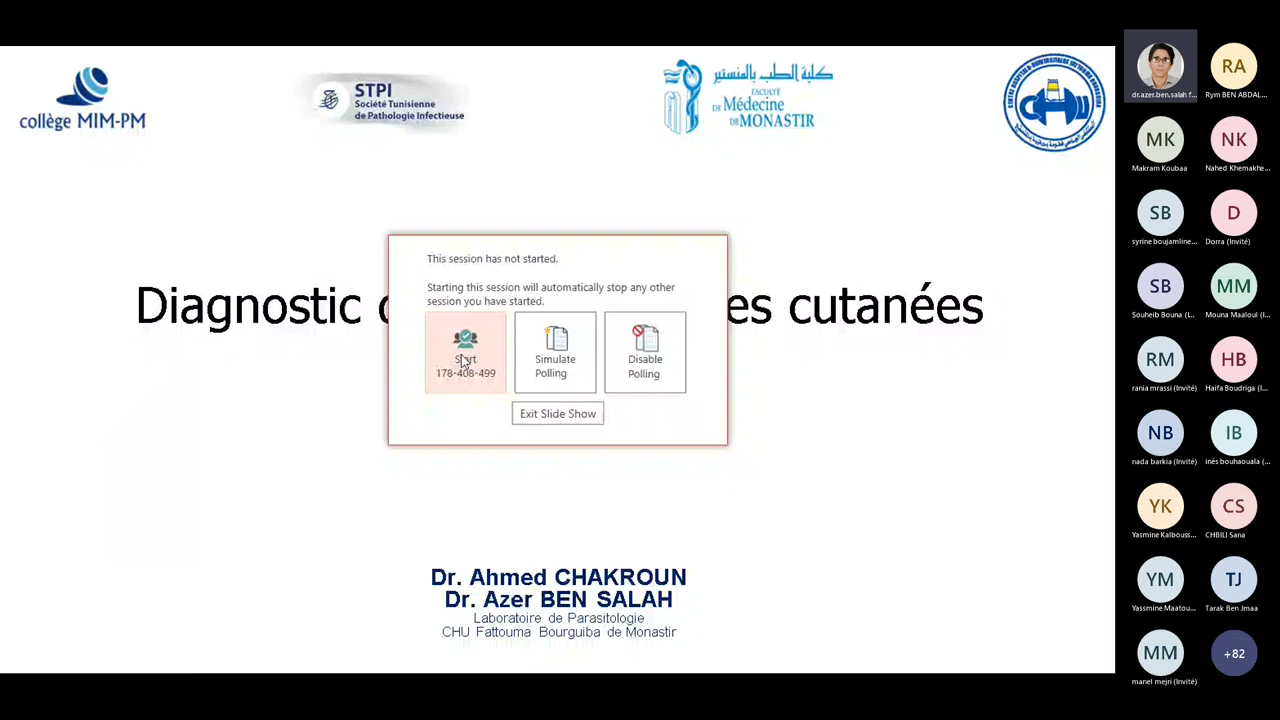 collège MIM-PM
STPI
Société Tunisienne
de Pathologie Infectieuse
كلية الطب بالمنستير
FACULTÉ
DE Médecine
DE MONASTIR
This session has not started.
Starting this session will automatically stop any other
session you have started.
Start
178-408-499
Simulate
Polling
Disable
Polling
Exit Slide Show
Diagnostic
es cutanées
Dr. Ahmed CHAKROUN
Dr. Azer BEN SALAH
Laboratoire de Parasitologie
CHU Fattouma Bourguiba de Monastir
dr.azer.ben.salah f...
RA
Rym BEN ABDAL...
MK
Makram Koubaa
NK
Nahed Khemakhe...
SB
syrine boujamline...
D
Dorra (Invité)
SB
Souheib Bouna (I...
MM
Mouna Maaloul (I...
RM
rania mrassi (Invité)
HB
Haifa Boudriga (I...
NB
nada barkia (Invité)
IB
inès bouhaouala (...
YK
Yasmine Kalbouss...
CS
CHBILI Sana
YM
Yassmine Maatou...
TJ
Tarak Ben Jmaa
MM
manel mejri (Invité)
+82